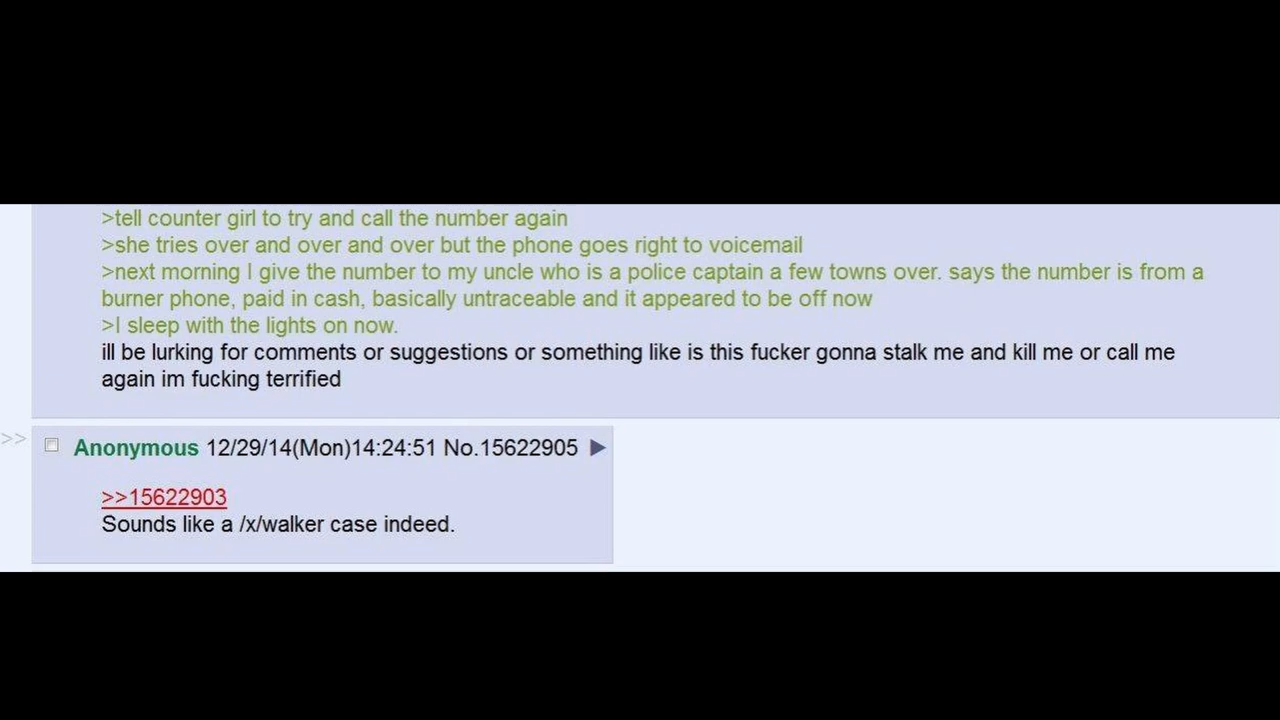 >tell counter girl to try and call the number again
>she tries over and over and over but the phone goes right to voicemail
>next morning I give the number to my uncle who is a police captain a few towns over. says the number is from a
burner phone, paid in cash, basically untraceable and it appeared to be off now
>I sleep with the lights on now.
ill be lurking for comments or suggestions or something like is this fucker gonna stalk me and kill me or call me
again im fucking terrified
>> Anonymous 12/29/14(Mon)14:24:51 No.15622905 ▶
>>15622903
Sounds like a /x/walker case indeed.